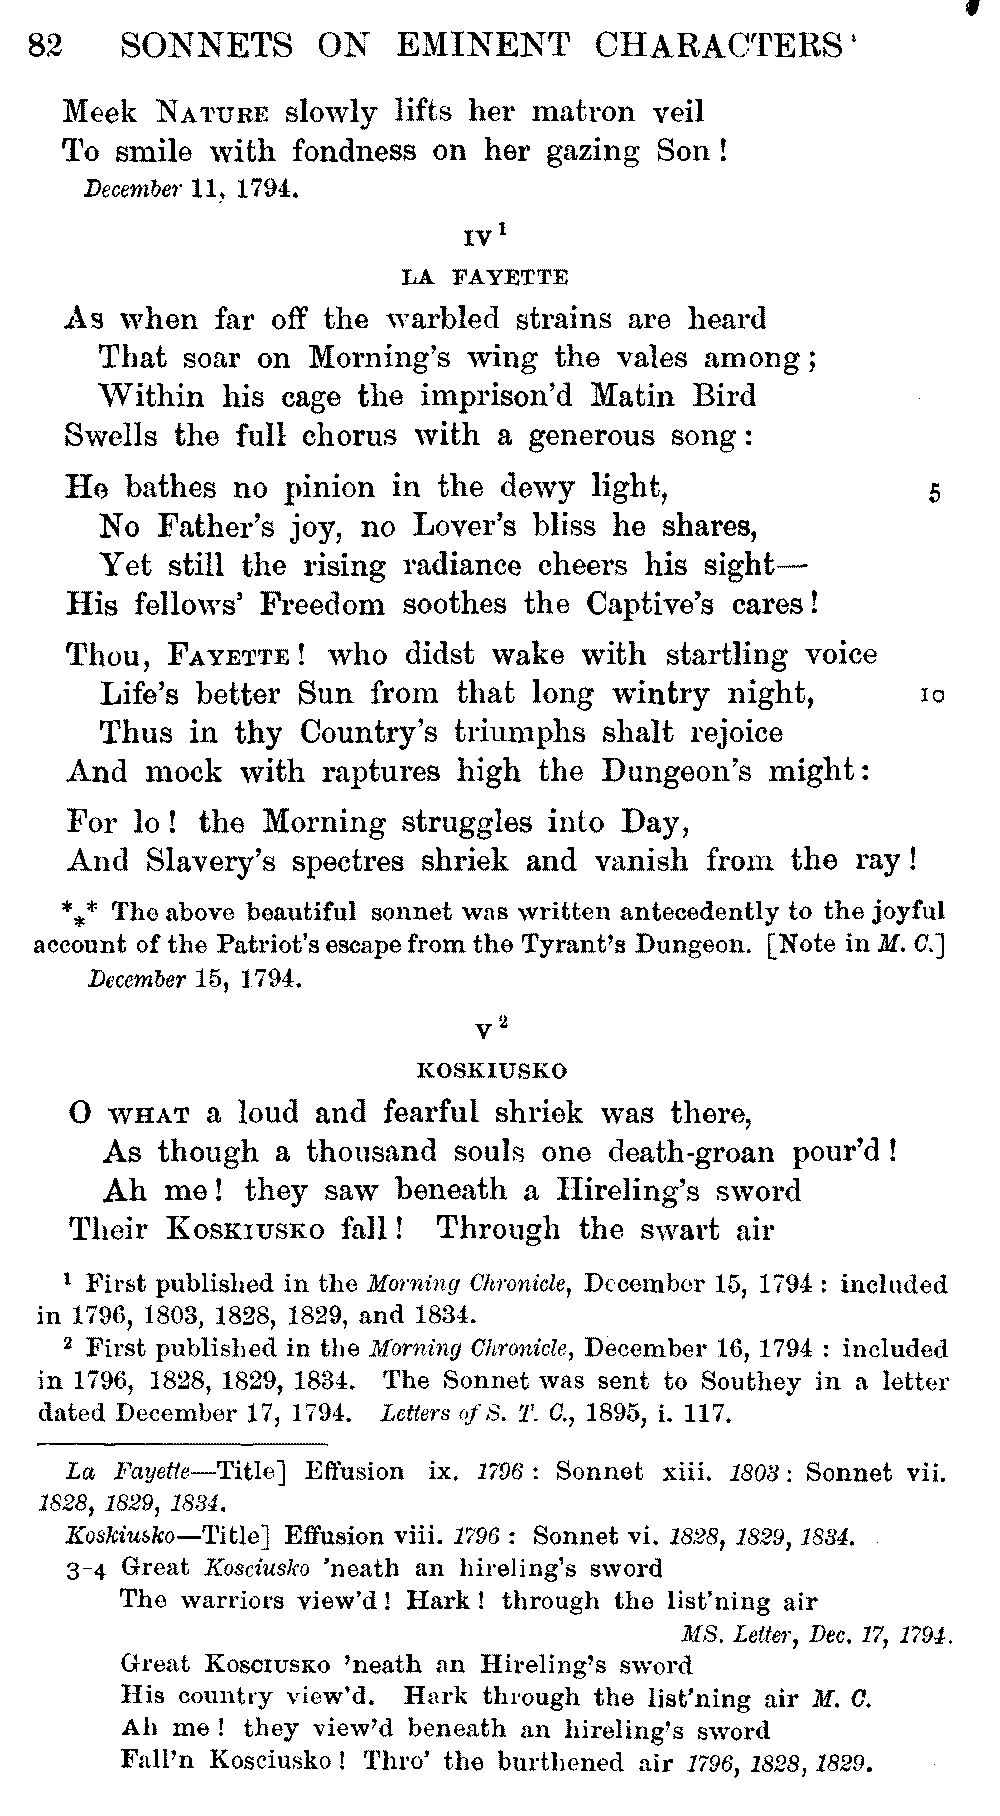 82 SONNETS ON EMINENT CHARACTERS
Meek NATURE slowly lifts her matron veil
To smile with fondness on her gazing Son !
December 11, 1794.
IV 1
LA FAYETTE
As when far off the warbled strains are heard
That soar on Morning's wing the vales among ;
Within his cage the imprison'd Matin Bird
Swells the full chorus with a generous song :
He bathes no pinion in the dewy light, 5
No Father's joy, no Lover's bliss he shares,
Yet still the rising radiance cheers his sight—
His fellows' Freedom soothes the Captive's cares !
Thou, FAYETTE ! who didst wake with startling voice
Life's better Sun from that long wintry night, 10
Thus in thy Country's triumphs shalt rejoice
And mock with raptures high the Dungeon's might :
For lo ! the Morning struggles into Day,
And Slavery's spectres shriek and vanish from the ray !
*** The above beautiful sonnet was written antecedently to the joyful
account of the Patriot's escape from the Tyrant's Dungeon. [Note in M. C.]
December 15, 1794.
V 2
KOSKIUSKO
O WHAT a loud and fearful shriek was there,
As though a thousand souls one death-groan pour'd !
Ah me ! they saw beneath a Hireling's sword
Their KOSKIUSKO fall ! Through the swart air
1 First published in the Morning Chronicle, December 15, 1794 : included
in 1796, 1803, 1828, 1829, and 1834.
2 First published in the Morning Chronicle, December 16, 1794 : included
in 1796, 1828, 1829, 1834. The Sonnet was sent to Southey in a letter
dated December 17, 1794. Letters of S. T. C., 1895, i. 117.
La Fayette—Title] Effusion ix. 1796 : Sonnet xiii. 1803 : Sonnet vii.
1828, 1829, 1834.
Koskiusko—Title] Effusion viii. 1796 : Sonnet vi. 1828, 1829, 1834.
3-4 Great Kosciusko 'neath an hireling's sword
The warriors view'd ! Hark ! through the list'ning air
MS. Letter, Dec. 17, 1794.
Great KOSCIUSKO 'neath an Hireling's sword
His country view'd. Hark through the list'ning air M. C.
Ah me ! they view'd beneath an hireling's sword
Fall'n Kosciusko ! Thro' the burthened air 1796, 1828, 1829.